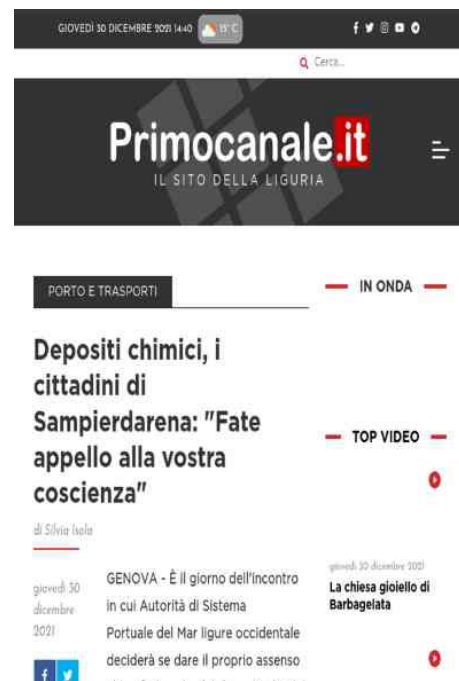 GIOVEDÌ 30 DICEMBRE 2021 14:40 15° C
Cerca...
Primocanale.it
IL SITO DELLA LIGURIA
PORTO E TRASPORTI
Depositi chimici, i
cittadini di
Sampierdarena: "Fate
appello alla vostra
coscienza"
di Silvia Isola
giovedì 30
dicembre
2021
GENOVA - È il giorno dell'incontro
in cui Autorità di Sistema
Portuale del Mar ligure occidentale
deciderà se dare il proprio assenso
IN ONDA
TOP VIDEO
giovedì 30 dicembre 2021
La chiesa gioiello di
Barbagelata